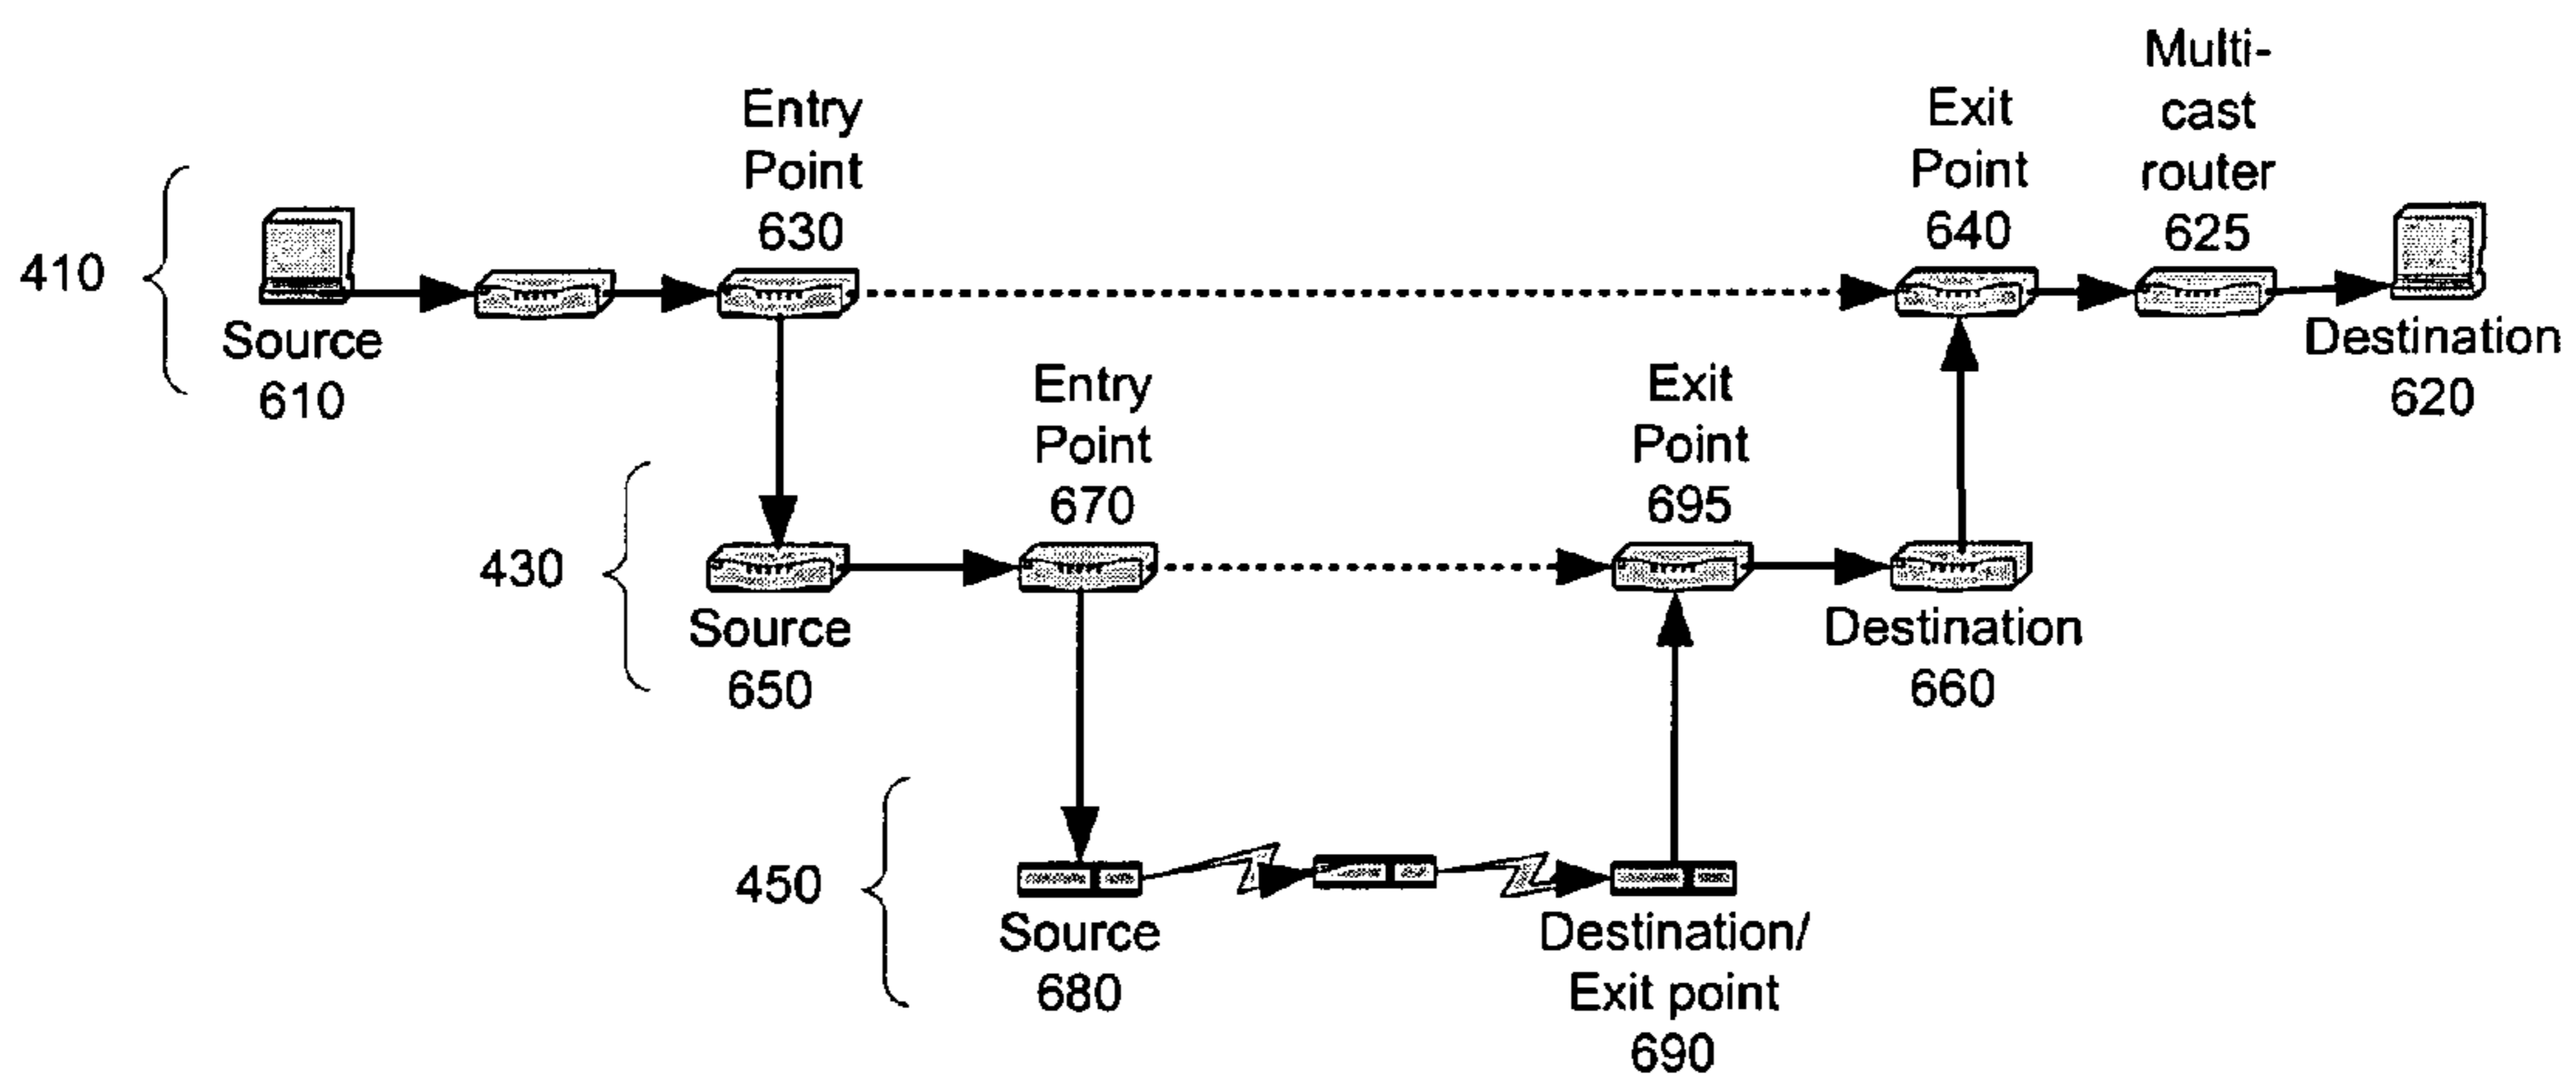 Multi-
cast
router
625
Entry
Point
630
Exit
Point
640
410
Source
610
Destination
620
Entry
Point
670
Exit
Point
695
430
Source
650
Destination
660
450
Source
680
Destination/
Exit point
690